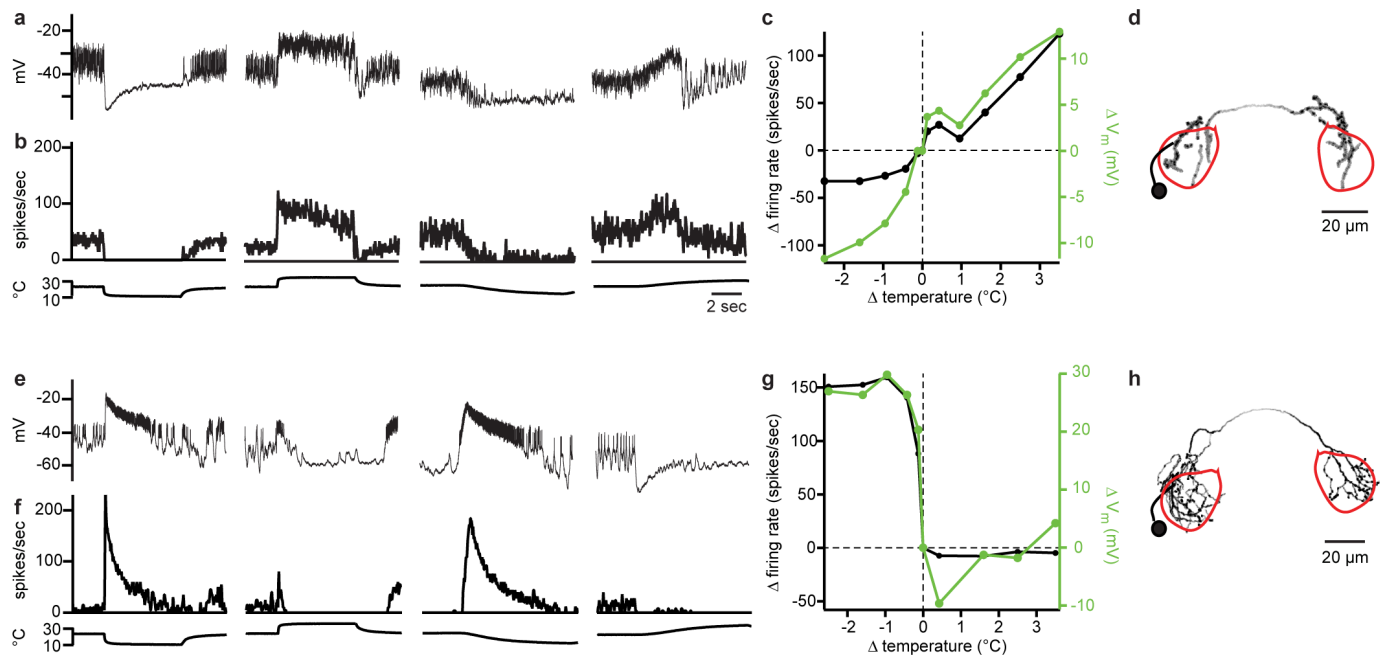 a
mV
-20
-40
b
spikes/sec
200
100
0
°C
30
10
2 sec
c
Δ firing rate (spikes/sec)
100
50
0
-50
-100
-2
-1
0
1
2
3
Δ temperature (°C)
10
5
0
-5
-10
Δ Vm (mV)
d
20 µm
e
mV
-20
-40
-60
f
spikes/sec
200
100
0
°C
30
10
g
Δ firing rate (spikes/sec)
150
100
50
0
-50
-2
-1
0
1
2
3
Δ temperature (°C)
30
20
10
0
-10
Δ Vm (mV)
h
20 µm